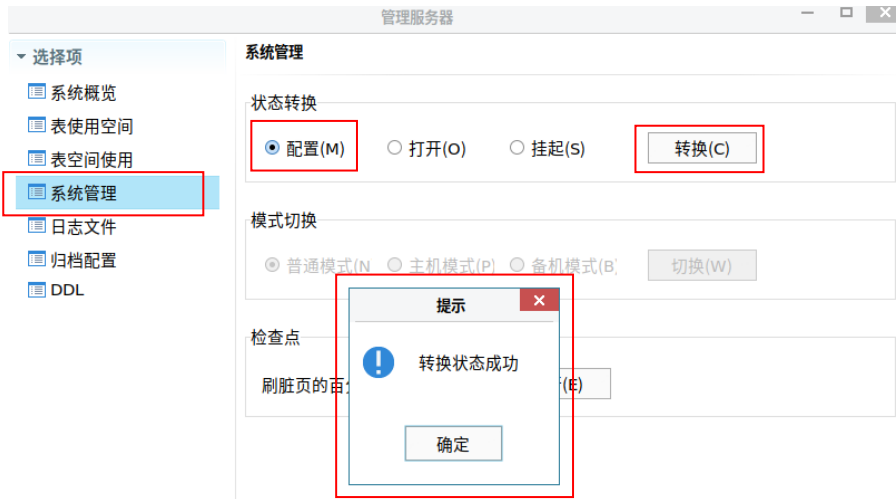 管理服务器
选择项
系统概览
表使用空间
表空间使用
系统管理
日志文件
归档配置
DDL
系统管理
状态转换
配置(M) 打开(O) 挂起(S) 转换(C)
模式切换
普通模式(N 主机模式(P) 备机模式(B) 切换(W)
检查点
刷脏页的百 (E)
提示
转换状态成功
确定